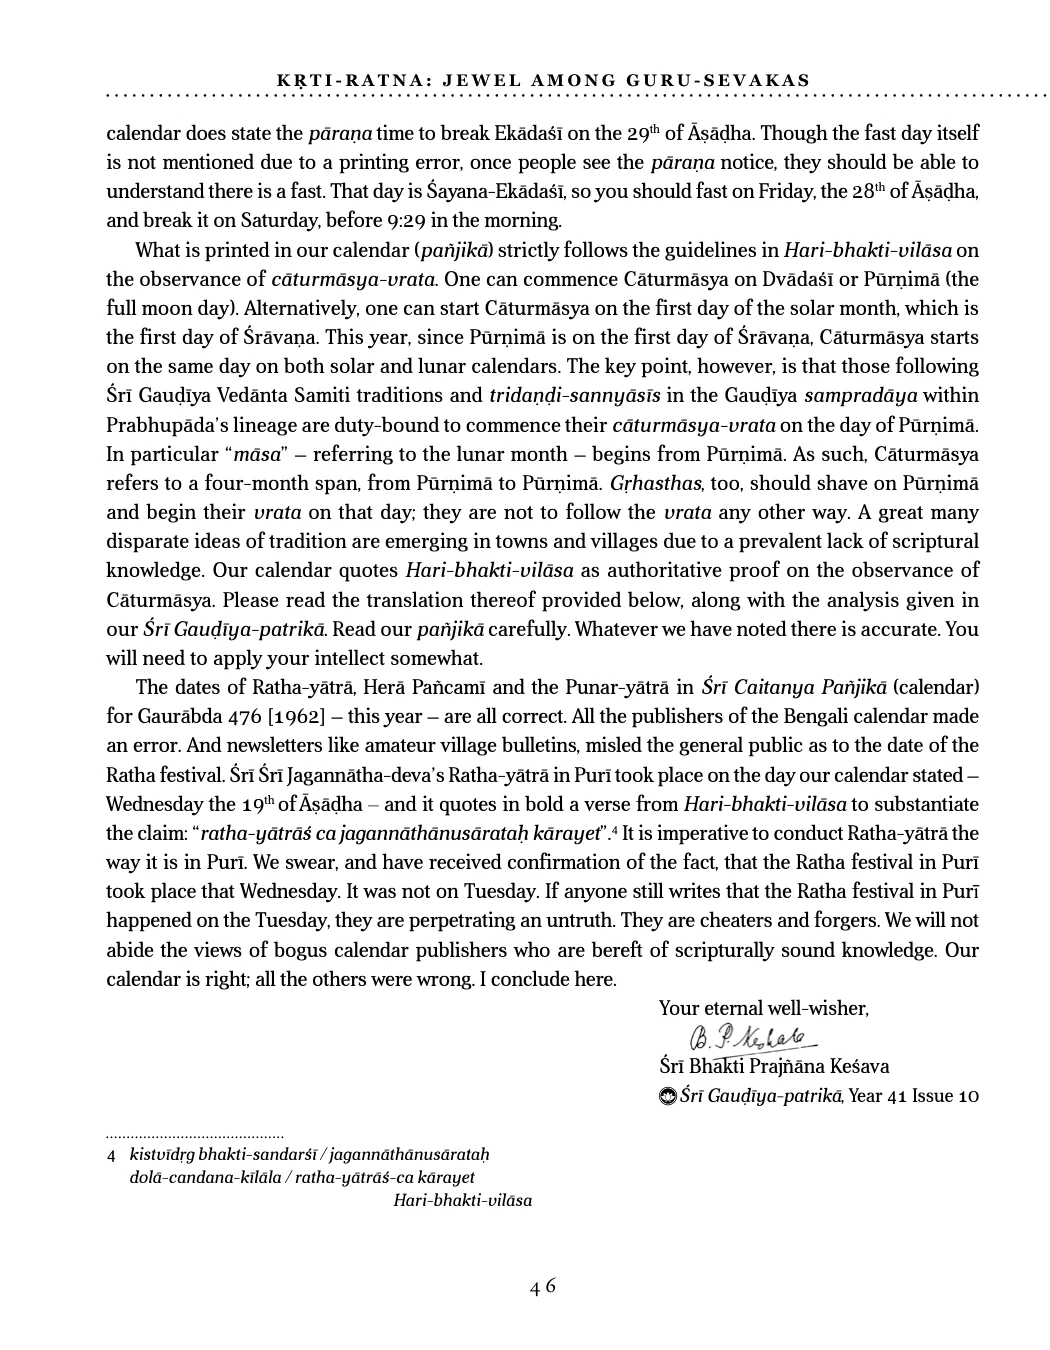 KṚTI-RATNA: JEWEL AMONG GURU-SEVAKAS
calendar does state the pāraṇa time to break Ekādaśī on the 29th of Āṣāḍha. Though the fast day itself
is not mentioned due to a printing error, once people see the pāraṇa notice, they should be able to
understand there is a fast. That day is Śayana-Ekādaśī, so you should fast on Friday, the 28th of Āṣāḍha,
and break it on Saturday, before 9:29 in the morning.
What is printed in our calendar (pañjikā) strictly follows the guidelines in Hari-bhakti-vilāsa on
the observance of cāturmāsya-vrata. One can commence Cāturmāsya on Dvādaśī or Pūrṇimā (the
full moon day). Alternatively, one can start Cāturmāsya on the first day of the solar month, which is
the first day of Śrāvaṇa. This year, since Pūrṇimā is on the first day of Śrāvaṇa, Cāturmāsya starts
on the same day on both solar and lunar calendars. The key point, however, is that those following
Śrī Gauḍīya Vedānta Samiti traditions and tridaṇḍi-sannyāsīs in the Gauḍīya sampradāya within
Prabhupāda's lineage are duty-bound to commence their cāturmāsya-vrata on the day of Pūrṇimā.
In particular “māsa” – referring to the lunar month – begins from Pūrṇimā. As such, Cāturmāsya
refers to a four-month span, from Pūrṇimā to Pūrṇimā. Gṛhasthas, too, should shave on Pūrṇimā
and begin their vrata on that day; they are not to follow the vrata any other way. A great many
disparate ideas of tradition are emerging in towns and villages due to a prevalent lack of scriptural
knowledge. Our calendar quotes Hari-bhakti-vilāsa as authoritative proof on the observance of
Cāturmāsya. Please read the translation thereof provided below, along with the analysis given in
our Śrī Gauḍīya-patrikā. Read our pañjikā carefully. Whatever we have noted there is accurate. You
will need to apply your intellect somewhat.
The dates of Ratha-yātrā, Herā Pañcamī and the Punar-yātrā in Śrī Caitanya Pañjikā (calendar)
for Gaurābda 476 [1962] – this year – are all correct. All the publishers of the Bengali calendar made
an error. And newsletters like amateur village bulletins, misled the general public as to the date of the
Ratha festival. Śrī Śrī Jagannātha-deva's Ratha-yātrā in Purī took place on the day our calendar stated –
Wednesday the 19th of Āṣāḍha – and it quotes in bold a verse from Hari-bhakti-vilāsa to substantiate
the claim: “ratha-yātrāś ca jagannāthānusārataḥ kārayet”.4 It is imperative to conduct Ratha-yātrā the
way it is in Purī. We swear, and have received confirmation of the fact, that the Ratha festival in Purī
took place that Wednesday. It was not on Tuesday. If anyone still writes that the Ratha festival in Purī
happened on the Tuesday, they are perpetrating an untruth. They are cheaters and forgers. We will not
abide the views of bogus calendar publishers who are bereft of scripturally sound knowledge. Our
calendar is right; all the others were wrong. I conclude here.
Your eternal well-wisher,
B. P. Keshaba
Śrī Bhakti Prajñāna Keśava
Śrī Gauḍīya-patrikā, Year 41 Issue 10
4 kistvīdṛg bhakti-sandarśī / jagannāthānusārataḥ
dolā-candana-kīlāla / ratha-yātrāś-ca kārayet
Hari-bhakti-vilāsa
46